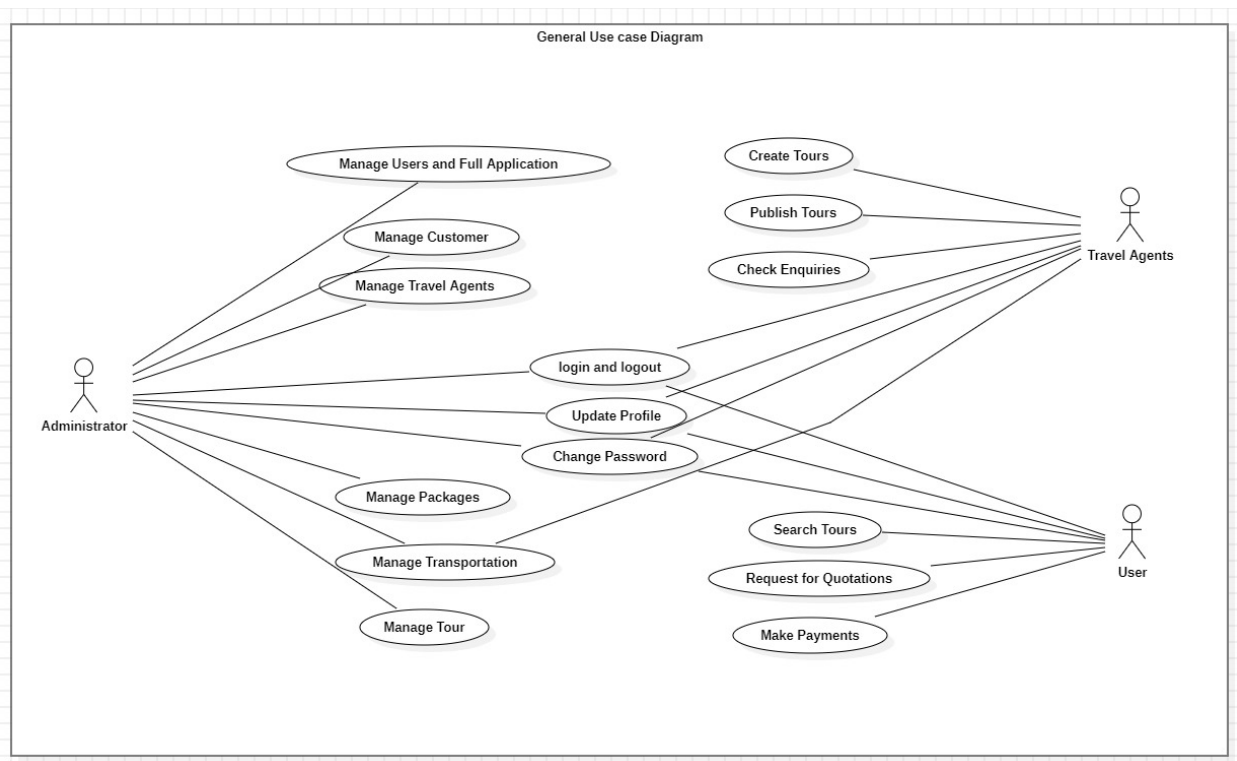 General Use case Diagram
Manage Users and Full Application
Manage Customer
Manage Travel Agents
Administrator
login and logout
Update Profile
Change Password
Manage Packages
Manage Transportation
Manage Tour
Create Tours
Publish Tours
Check Enquiries
Travel Agents
Search Tours
Request for Quotations
Make Payments
User